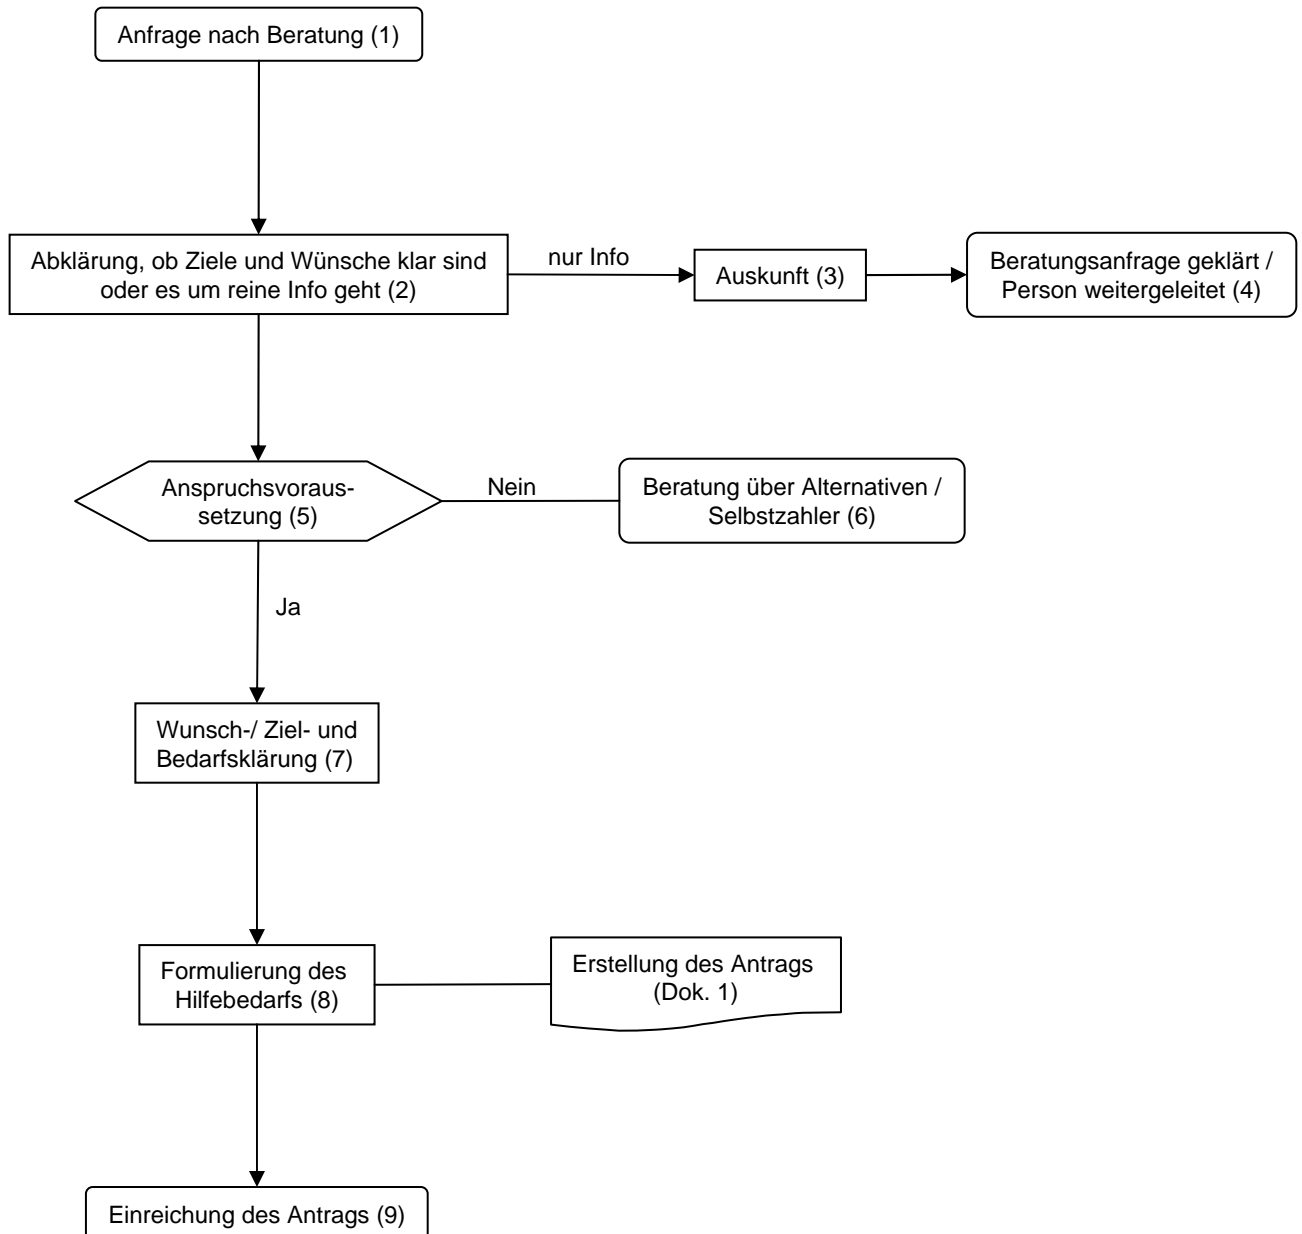 Anfrage nach Beratung (1)
Abklärung, ob Ziele und Wünsche klar sind
oder es um reine Info geht (2)
nur Info
Auskunft (3)
Beratungsanfrage geklärt /
Person weitergeleitet (4)
Anspruchsvoraus-
setzung (5)
Nein
Beratung über Alternativen /
Selbstzahler (6)
Ja
Wunsch-/ Ziel- und
Bedarfsklärung (7)
Formulierung des
Hilfebedarfs (8)
Erstellung des Antrags
(Dok. 1)
Einreichung des Antrags (9)